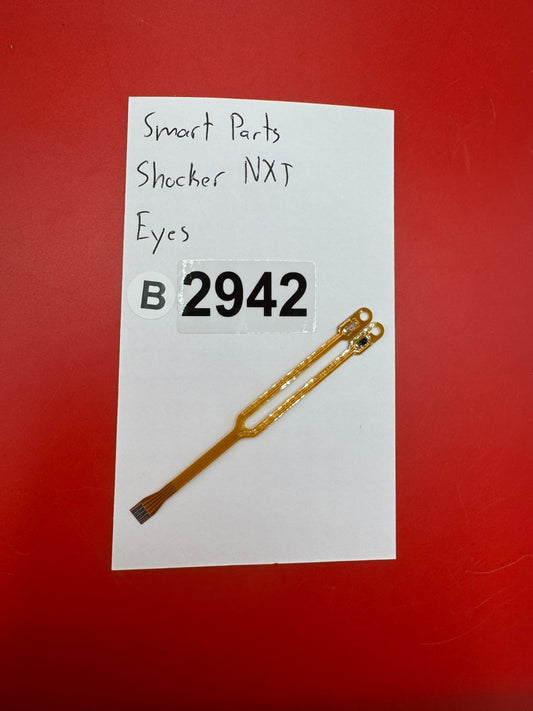 Smart Parts
Shocker NXT
Eyes
B 2942